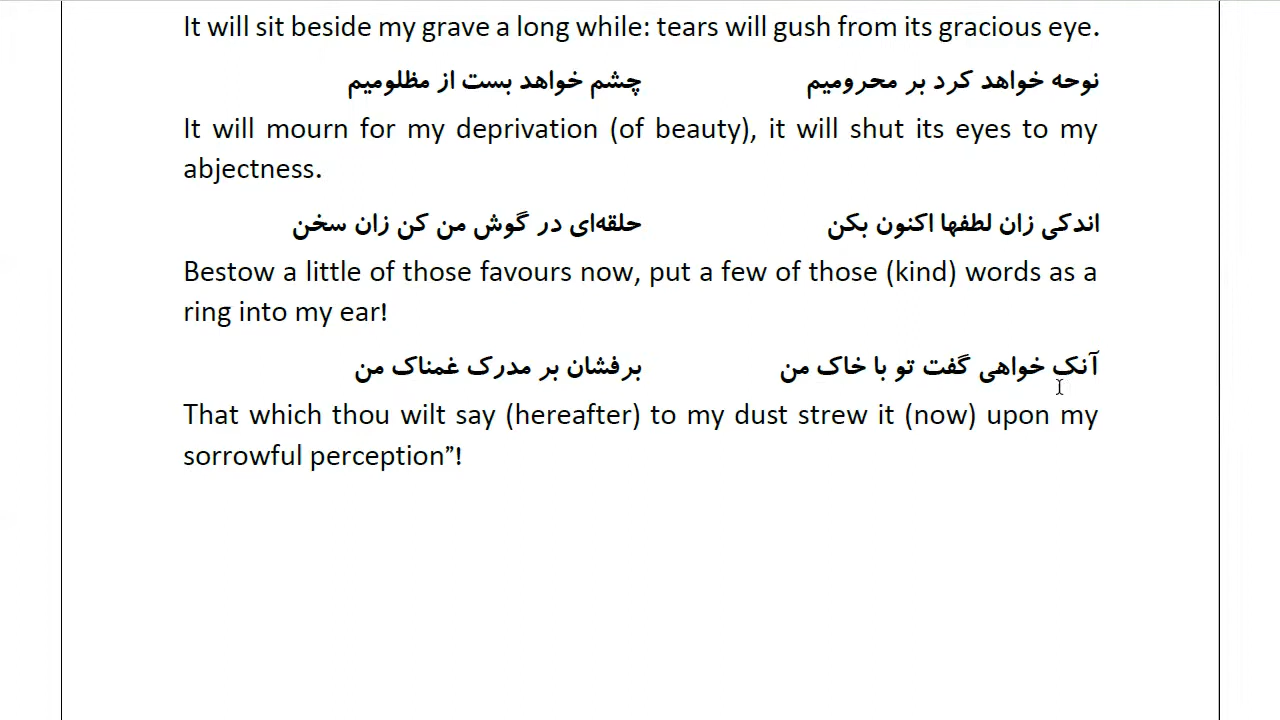 It will sit beside my grave a long while: tears will gush from its gracious eye.
نوحه خواهد کرد بر محرومیم چشم خواهد بست از مظلومیم
It will mourn for my deprivation (of beauty), it will shut its eyes to my
abjectness.
اندکی زان لطفها اکنون بکن حلقه‌ای در گوش من کن زان سخن
Bestow a little of those favours now, put a few of those (kind) words as a
ring into my ear!
آنک خواهی گفت تو با خاک من برفشان بر مدرک غمناک من
That which thou wilt say (hereafter) to my dust strew it (now) upon my
sorrowful perception”!